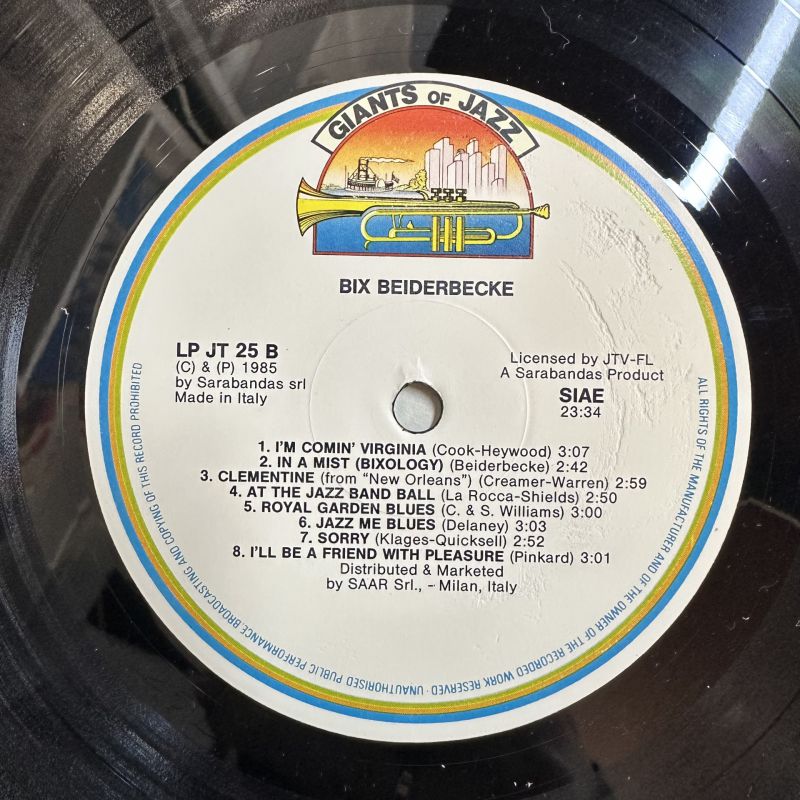 GIANTS OF JAZZ
BIX BEIDERBECKE
LP JT 25 B
(C) & (P) 1985
by Sarabandas srl
Made in Italy
Licensed by JTV-FL
A Sarabandas Product
SIAE
23:34
1. I'M COMIN' VIRGINIA (Cook-Heywood) 3:07
2. IN A MIST (BIXOLOGY) (Beiderbecke) 2:42
3. CLEMENTINE (from "New Orleans") (Creamer-Warren) 2:59
4. AT THE JAZZ BAND BALL (La Rocca-Shields) 2:50
5. ROYAL GARDEN BLUES (C. & S. Williams) 3:00
6. JAZZ ME BLUES (Delaney) 3:03
7. SORRY (Klages-Quicksell) 2:52
8. I'LL BE A FRIEND WITH PLEASURE (Pinkard) 3:01
Distributed & Marketed
by SAAR Srl., - Milan, Italy
ALL RIGHTS OF THE MANUFACTURER AND OF THE OWNER OF THE RECORDED WORK RESERVED · UNAUTHORISED PUBLIC PERFORMANCE BROADCASTING AND COPYING OF THIS RECORD PROHIBITED